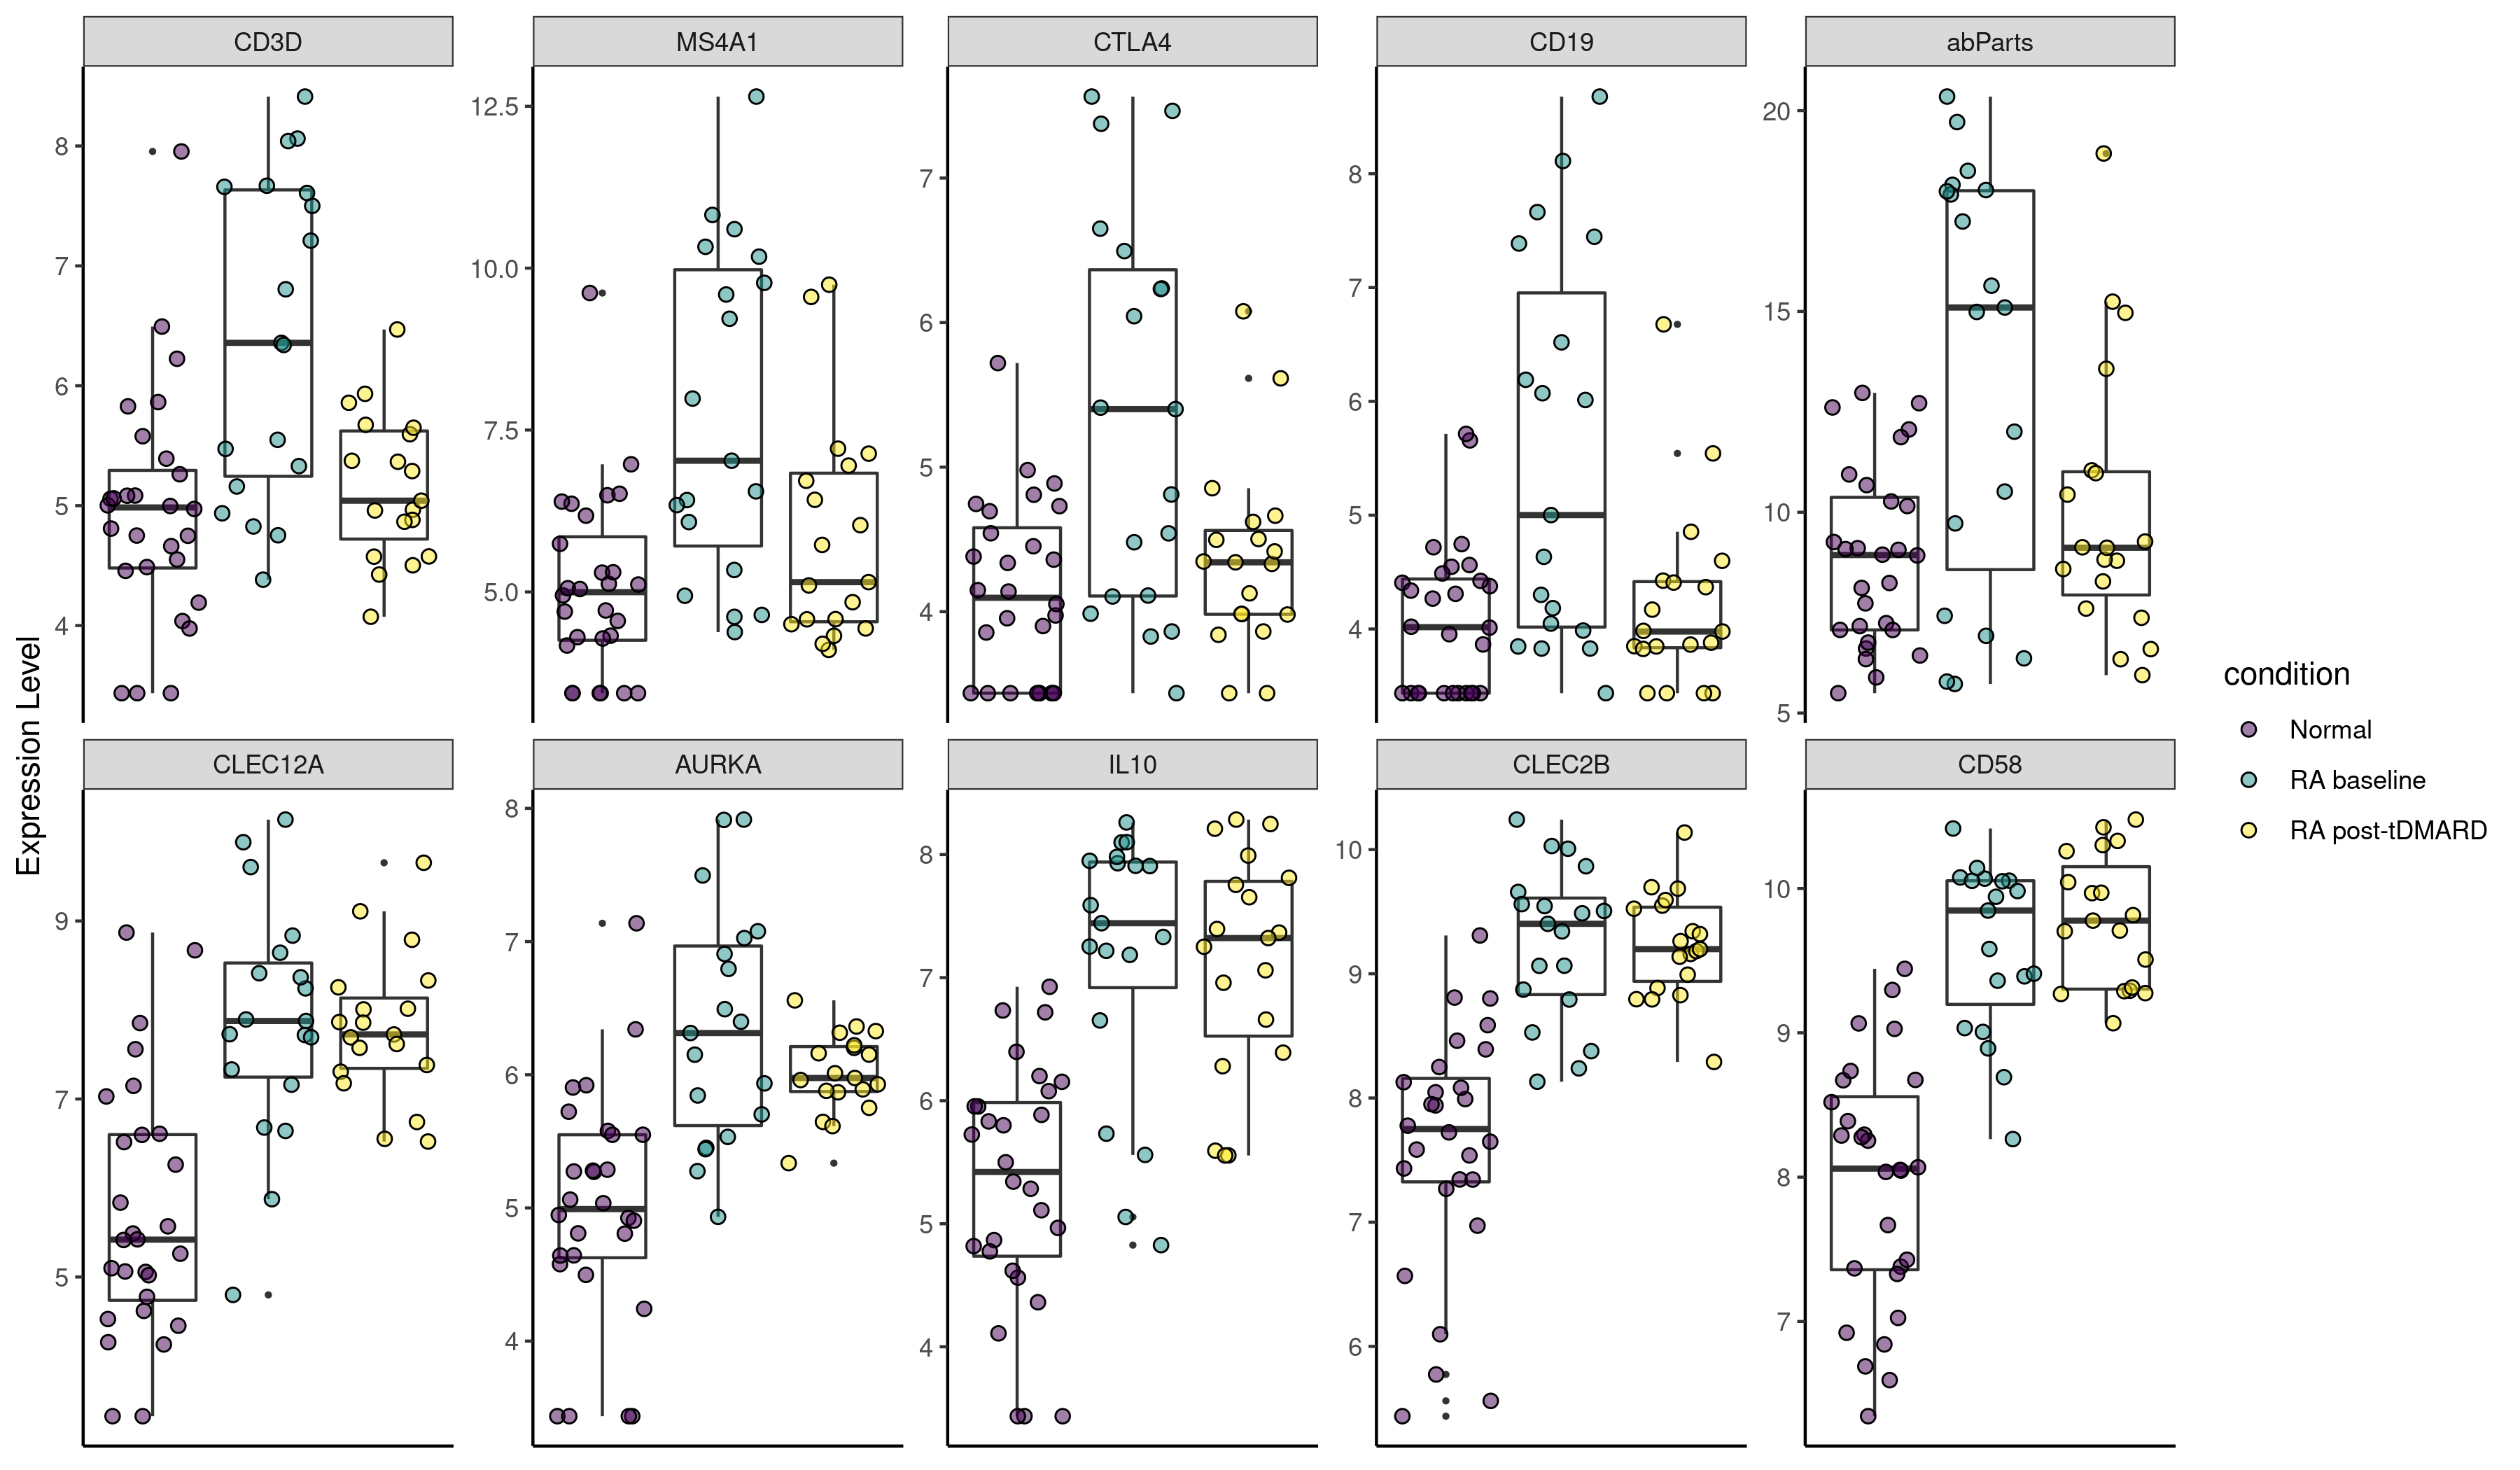 CD3D
MS4A1
CTLA4
CD19
abParts
8
7
6
5
4
12.5
10.0
7.5
5.0
7
6
5
4
8
7
6
5
4
20
15
10
5
Expression Level
CLEC12A
AURKA
IL10
CLEC2B
CD58
9
7
5
8
7
6
5
4
8
7
6
5
4
10
9
8
7
6
10
9
8
7
condition
Normal
RA baseline
RA post-tDMARD